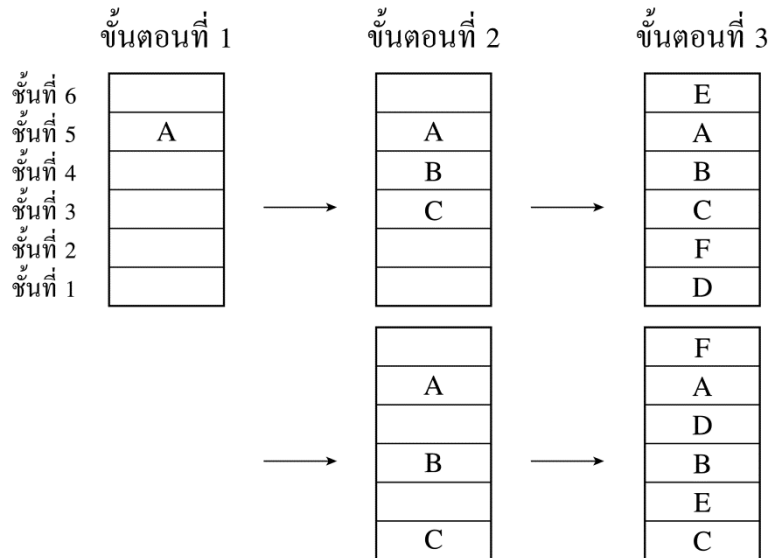 ขั้นตอนที่ 1 ขั้นตอนที่ 2 ขั้นตอนที่ 3
ชั้นที่ 6 E
ชั้นที่ 5 A A A
ชั้นที่ 4 B B
ชั้นที่ 3 C C
ชั้นที่ 2 F
ชั้นที่ 1 D
F
A A
D
B B
E
C C